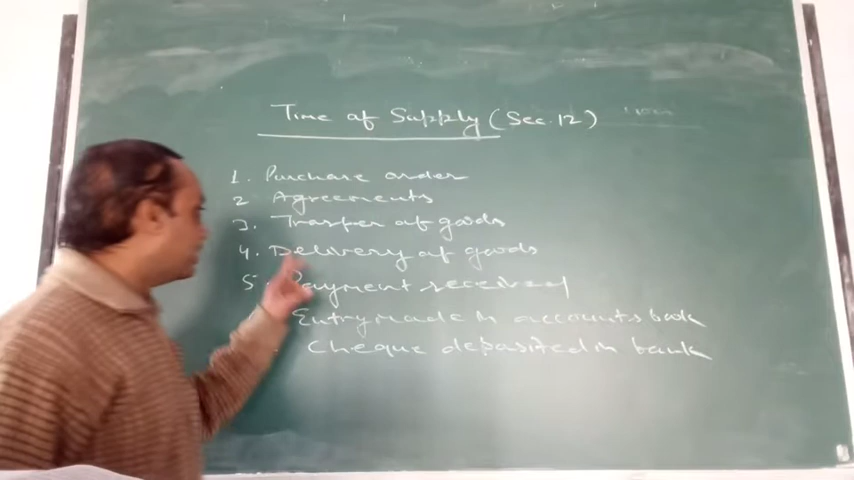 Time of Supply (Sec. 12)
1. Purchase order
2 Agreements
3. Trasfer of goods
4. Delivery of goods
5. Payment received
Entry made in accounts book
Cheque deposited in bank